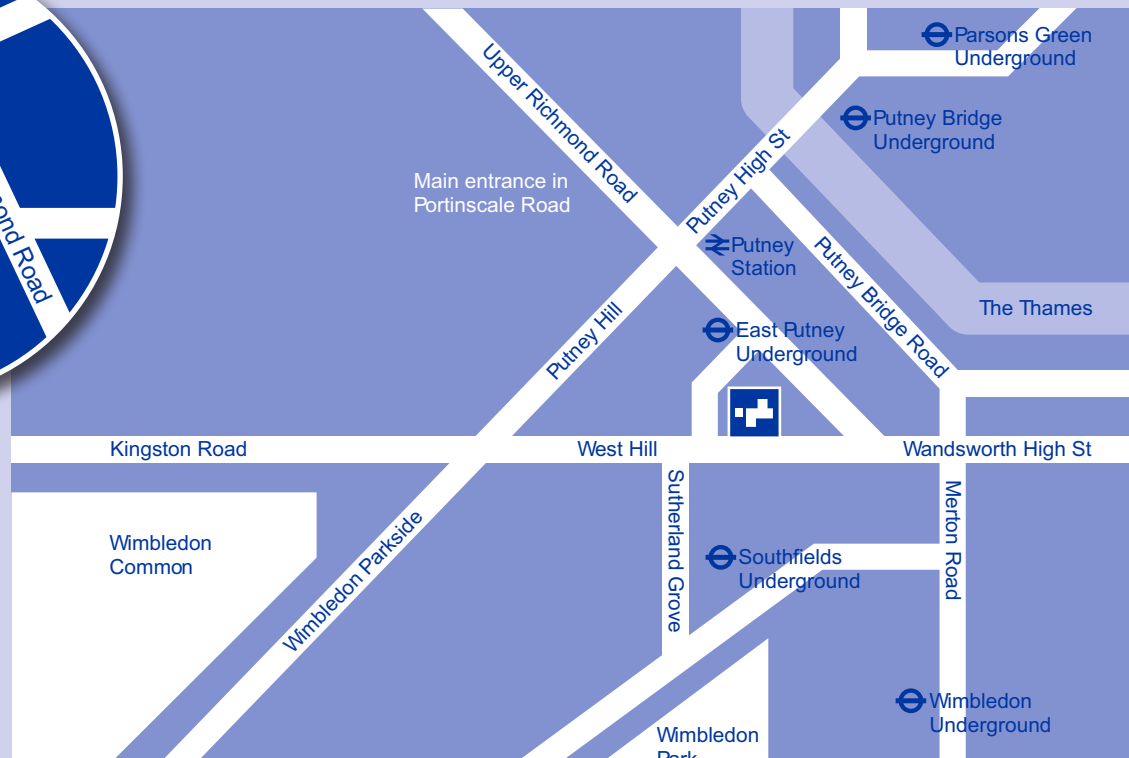 Parsons Green
Underground
Upper Richmond Road
Putney Bridge
Underground
Putney High St
Main entrance in
Portinscale Road
Road
Putney
Station
Putney Bridge Road
The Thames
Putney Hill
East Putney
Underground
Kingston Road
West Hill
Wandsworth High St
Sutherland Grove
Merton Road
Wimbledon
Common
Wimbledon Parkside
Southfields
Underground
Wimbledon
Underground
Wimbledon
Park